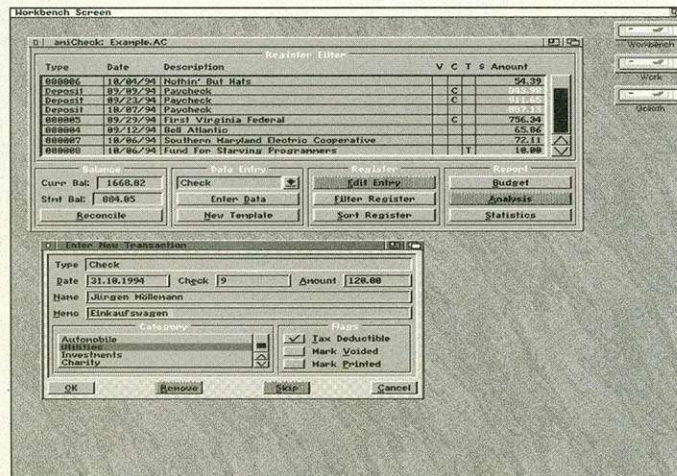 Workbench Screen
amiCheck: Example.AC
Register Filter
Type Date Description V C T S Amount
000006 10/04/94 Nothin' But Hats 54.39
Deposit 09/09/94 Paycheck C
Deposit 09/23/94 Paycheck C
Deposit 10/07/94 Paycheck
000005 09/29/94 First Virginia Federal C 756.34
000004 09/12/94 Bell Atlantic 65.06
000007 10/06/94 Southern Maryland Electric Cooperative 72.11
000008 10/06/94 Fund For Starving Programmers T 10.00
Balance
Curr Bal: 1668.82
Stmt Bal: 884.85
Reconcile
Data Entry
Check
Enter Data
New Template
Register
Edit Entry
Filter Register
Sort Register
Report
Budget
Analysis
Statistics
Workbench
Work
Goliath
Enter New Transaction
Type Check
Date 31.10.1994 Check 9 Amount 120.00
Name Jürgen Möllemann
Memo Einkaufswagen
Category
Automobile
Utilities
Investments
Charity
Flags
Tax Deductible
Mark Voided
Mark Printed
OK Remove Skip Cancel